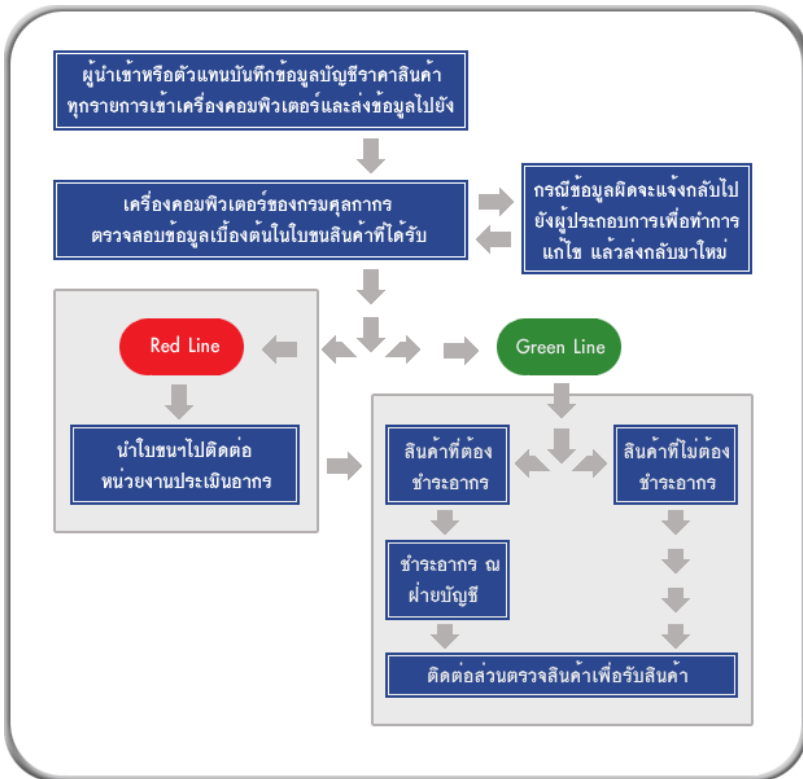 ผู้นำเข้าหรือตัวแทนบันทึกข้อมูลบัญชีราคาสินค้า
ทุกรายการเข้าเครื่องคอมพิวเตอร์และส่งข้อมูลไปยัง
เครื่องคอมพิวเตอร์ของกรมศุลกากร
ตรวจสอบข้อมูลเบื้องต้นในใบขนสินค้าที่ได้รับ
กรณีข้อมูลผิดจะแจ้งกลับไป
ยังผู้ประกอบการเพื่อทำการ
แก้ไข แล้วส่งกลับมาใหม่
Red Line
Green Line
นำใบขนฯไปติดต่อ
หน่วยงานประเมินอากร
สินค้าที่ต้อง
ชำระอากร
สินค้าที่ไม่ต้อง
ชำระอากร
ชำระอากร ณ
ฝ่ายบัญชี
ติดต่อส่วนตรวจสินค้าเพื่อรับสินค้า